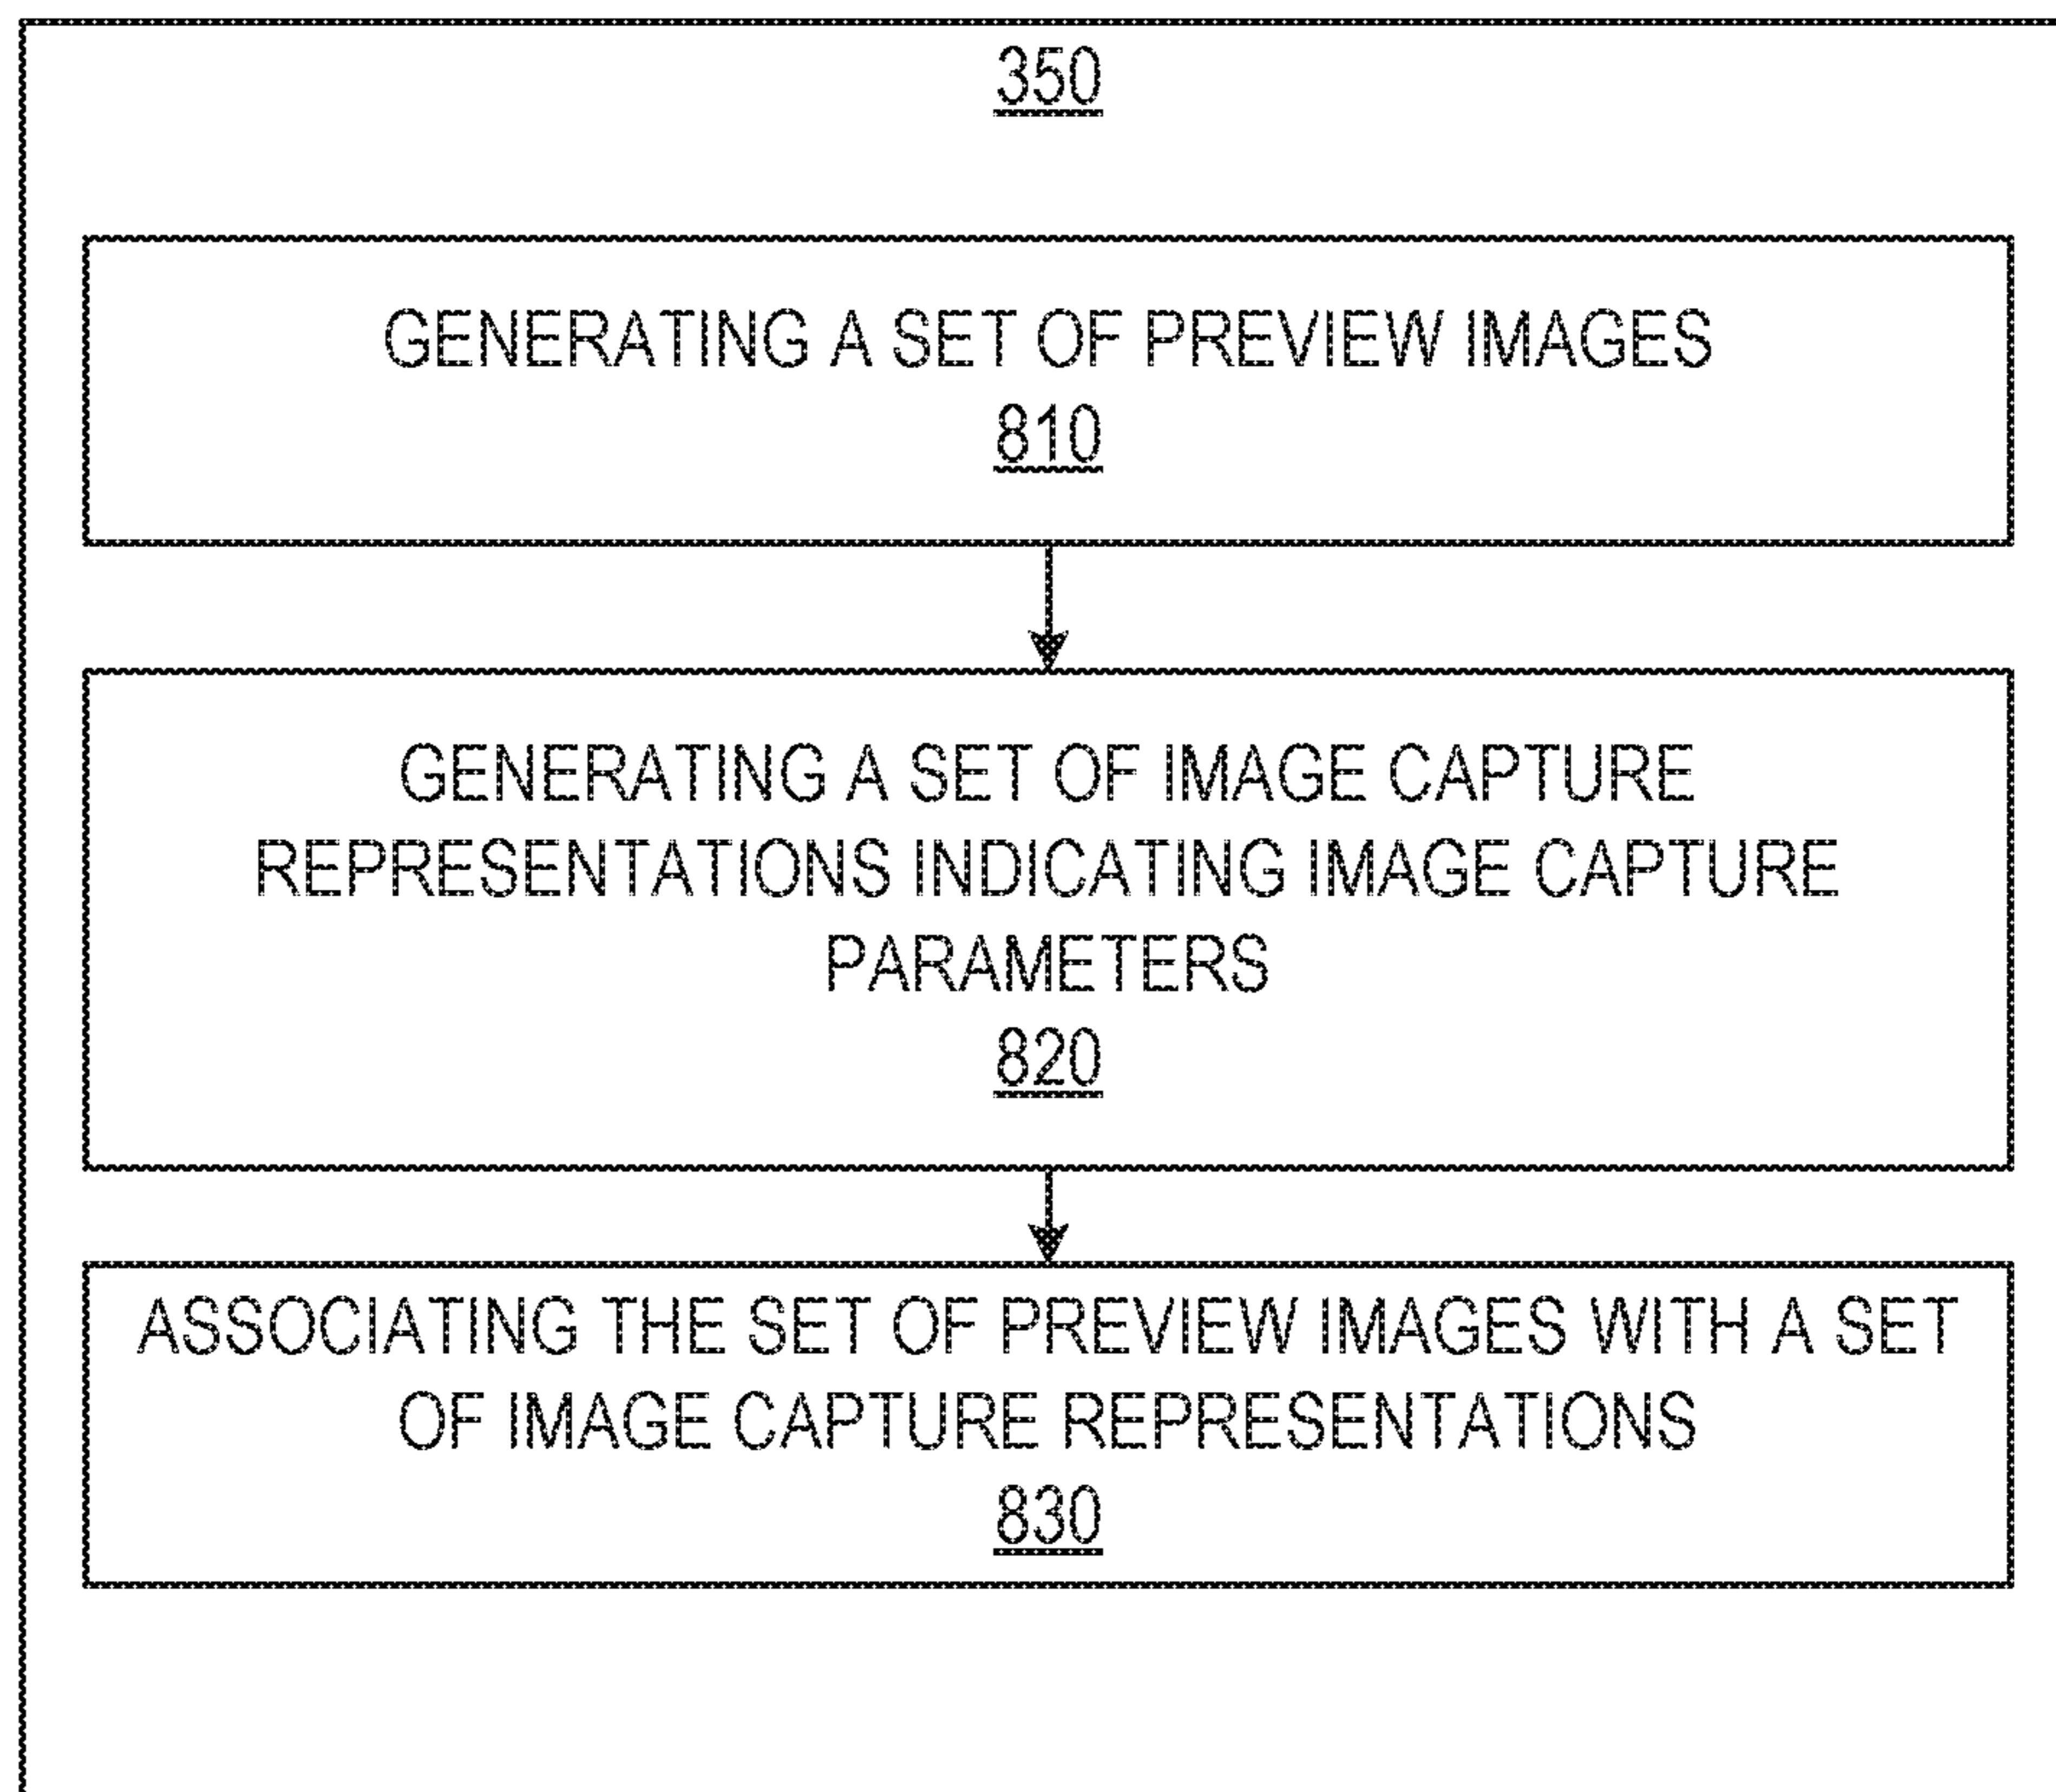 350
GENERATING A SET OF PREVIEW IMAGES
810
GENERATING A SET OF IMAGE CAPTURE
REPRESENTATIONS INDICATING IMAGE CAPTURE
PARAMETERS
820
ASSOCIATING THE SET OF PREVIEW IMAGES WITH A SET
OF IMAGE CAPTURE REPRESENTATIONS
830